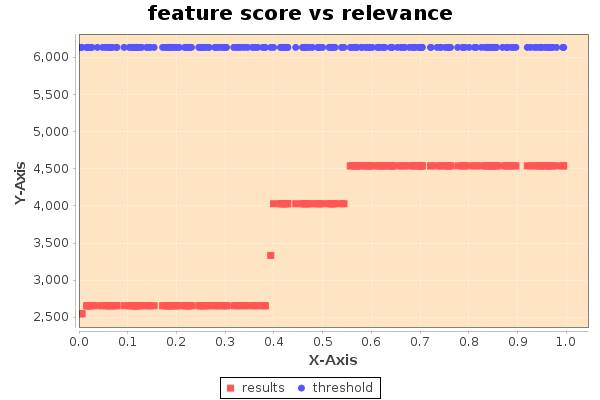 feature score vs relevance
Y-Axis
6,000
5,500
5,000
4,500
4,000
3,500
3,000
2,500
0.0 0.1 0.2 0.3 0.4 0.5 0.6 0.7 0.8 0.9 1.0
X-Axis
results threshold